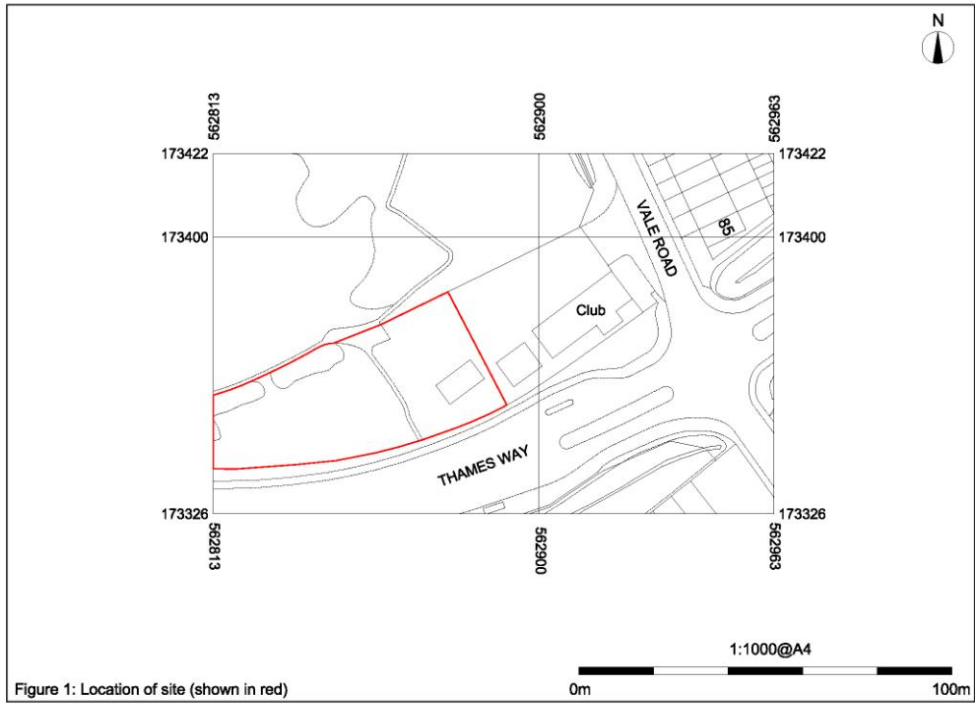 N
562813
562900
562963
173422
173422
VALE ROAD
85
173400
173400
Club
THAMES WAY
173326
173326
562813
562900
562963
1:1000@A4
Figure 1: Location of site (shown in red)
0m
100m